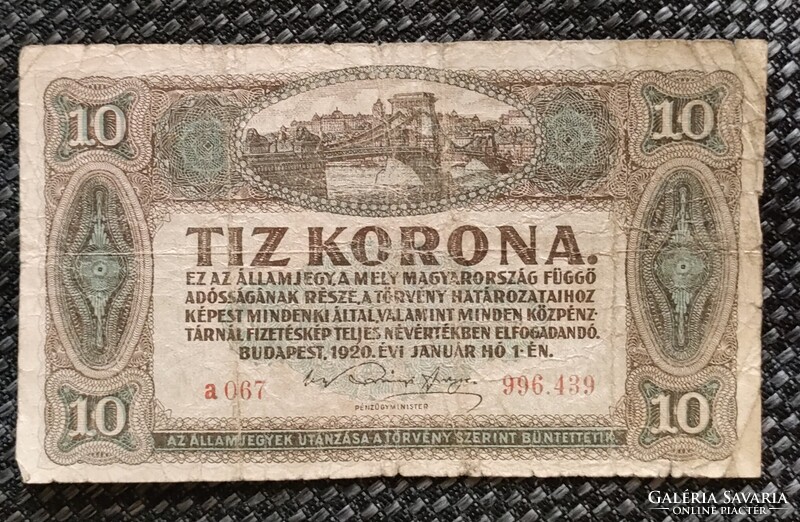 10 10
TIZ KORONA.
EZ AZ ÁLLAMJEGY, A MELY MAGYARORSZÁG FÜGGŐ
ADÓSSÁGÁNAK RÉSZE, A TÖRVÉNY HATÁROZATAIHOZ
KÉPEST MINDENKI ÁLTAL, VALAMINT MINDEN KÖZPÉNZ-
TÁRNÁL FIZETÉSKÉP TELJES NÉVÉRTÉKBEN ELFOGADANDÓ.
BUDAPEST, 1920. ÉVI JANUÁR HÓ 1-ÉN.
a 067 996.439
PÉNZÜGYMINISTER
10 10
AZ ÁLLAMJEGYEK UTÁNZÁSA A TÖRVÉNY SZERINT BÜNTETTETIK.
GALÉRIA SAVARIA
ONLINE PIACTÉR